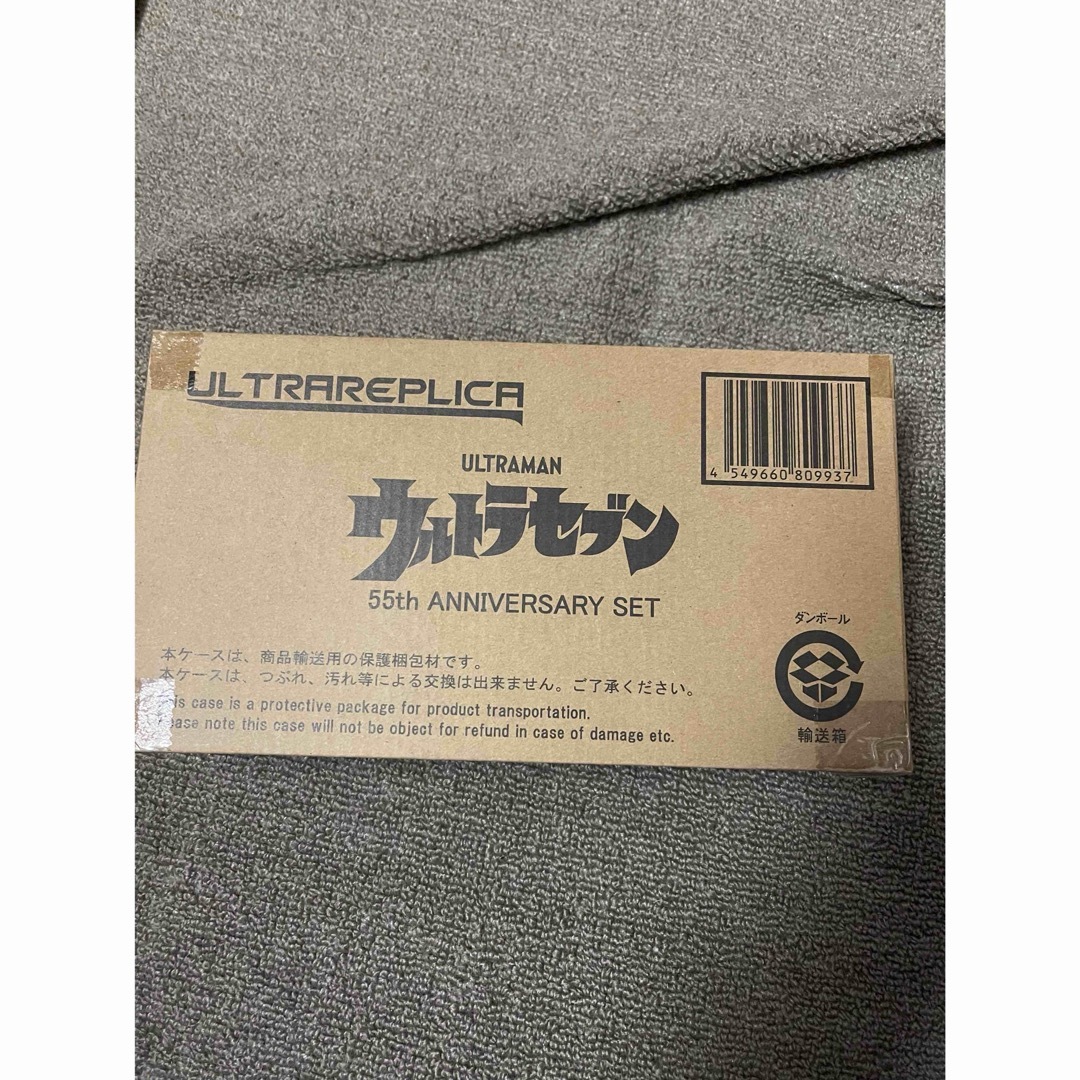 ULTRAREPLICA
4 549660 809937
ULTRAMAN
ウルトラセブン
55th ANNIVERSARY SET
ダンボール
輸送箱
本ケースは、商品輸送用の保護梱包材です。
本ケースは、つぶれ、汚れ等による交換は出来ません。ご了承ください。
This case is a protective package for product transportation.
Please note this case will not be object for refund in case of damage etc.